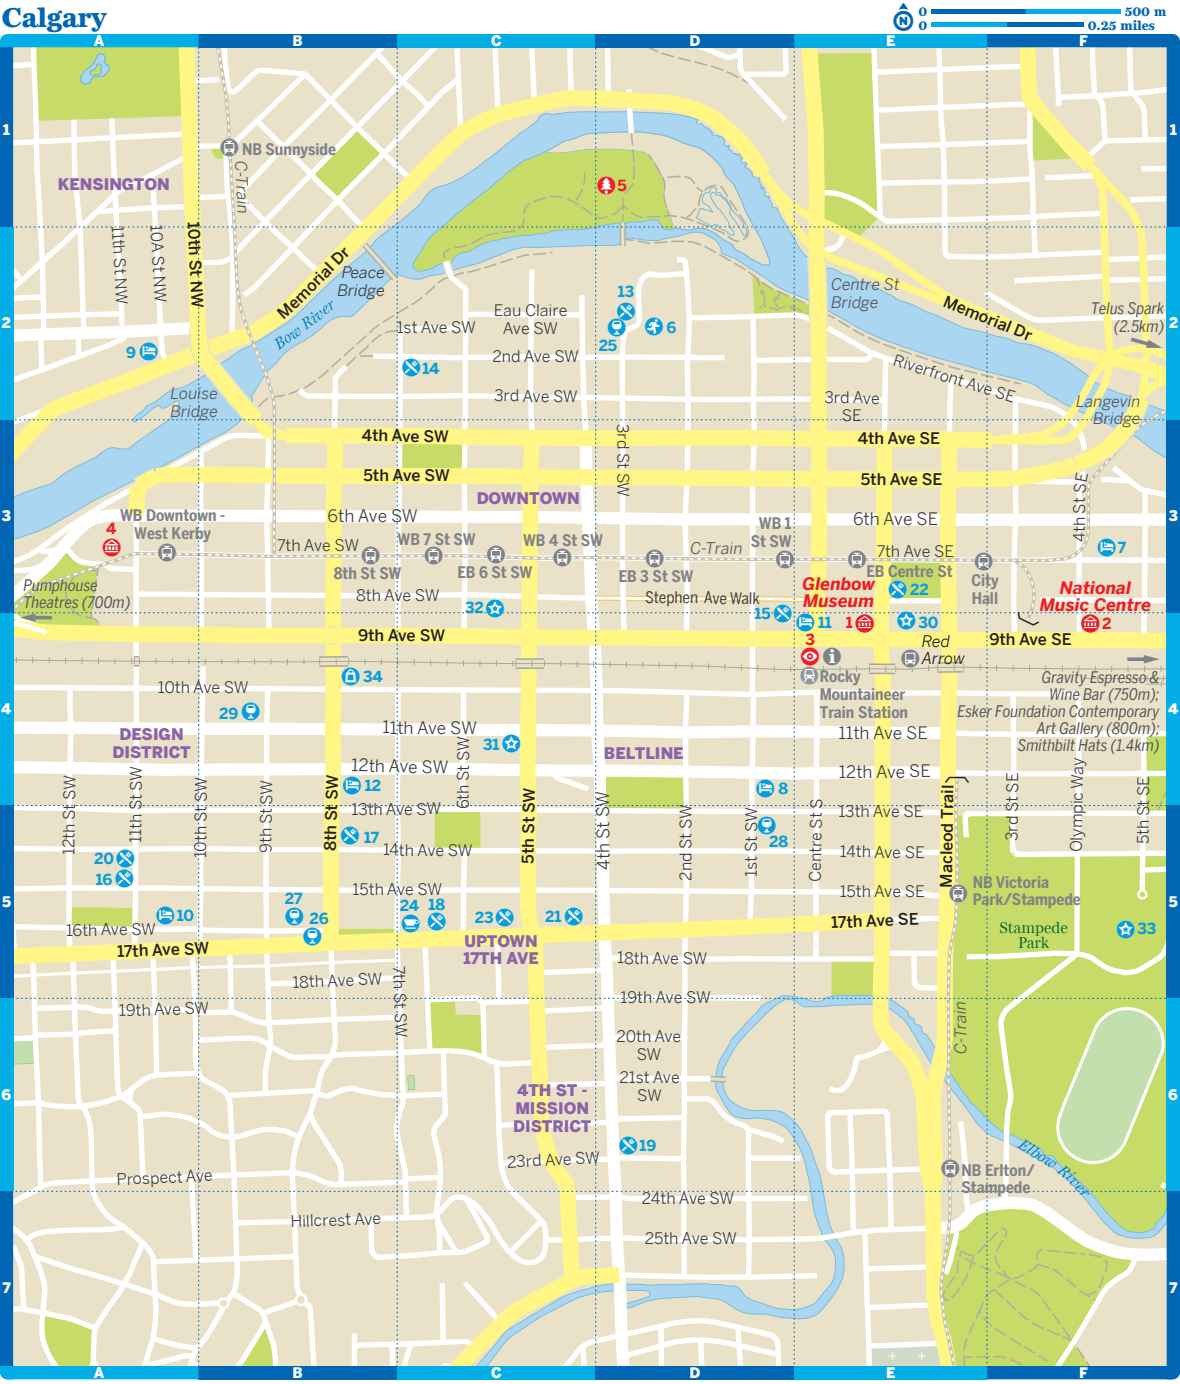 Calgary
N
0 500 m
0 0.25 miles
A B C D E F
1 1
NB Sunnyside
C-Train
KENSINGTON
5
11th St NW
10A St NW
10th St NW
Memorial Dr
Peace
Bridge
Bow River
Centre St
Bridge
Memorial Dr
Telus Spark
(2.5km)
2 2
13
Eau Claire
Ave SW
1st Ave SW
25
6
9
2nd Ave SW
14
Riverfront Ave SE
3rd Ave SW
3rd Ave
SE
Louise
Bridge
Langevin
Bridge
4th Ave SW
4th Ave SE
3rd St SW
5th Ave SW
5th Ave SE
DOWNTOWN
4th St SE
3 3
WB Downtown -
West Kerby
4
6th Ave SW
6th Ave SE
WB 1
St SW
7th Ave SW
WB 7 St SW
WB 4 St SW
C-Train
7th Ave SE
7
8th St SW
EB 6 St SW
EB 3 St SW
EB Centre St
City
Hall
Pumphouse
Theatres (700m)
8th Ave SW
Stephen Ave Walk
Glenbow
Museum
22
National
Music Centre
32
15
11
1
30
2
9th Ave SW
3
Red
Arrow
9th Ave SE
i
34
10th Ave SW
Rocky
Mountaineer
Train Station
Gravity Espresso &
Wine Bar (750m);
Esker Foundation Contemporary
Art Gallery (800m);
Smithbilt Hats (1.4km)
4 4
29
DESIGN
DISTRICT
11th Ave SW
31
BELTLINE
11th Ave SE
6th St SW
12th Ave SW
12th Ave SE
12
8
12th St SW
11th St SW
10th St SW
9th St SW
8th St SW
5th St SW
4th St SW
2nd St SW
1st St SW
Centre St S
Macleod Trail
3rd St SE
Olympic Way
5th St SE
13th Ave SW
13th Ave SE
17
28
14th Ave SW
14th Ave SE
20
16
15th Ave SW
15th Ave SE
NB Victoria
Park/Stampede
5 5
10
27
26
24
18
23
21
16th Ave SW
17th Ave SW
17th Ave SE
UPTOWN
17TH AVE
Stampede
Park
33
18th Ave SW
18th Ave SW
7th St SW
19th Ave SW
19th Ave SW
C-Train
20th Ave
SW
21st Ave
SW
6 6
4TH ST -
MISSION
DISTRICT
19
23rd Ave SW
Elbow River
NB Erlton/
Stampede
Prospect Ave
24th Ave SW
Hillcrest Ave
25th Ave SW
7 7
A B C D E F